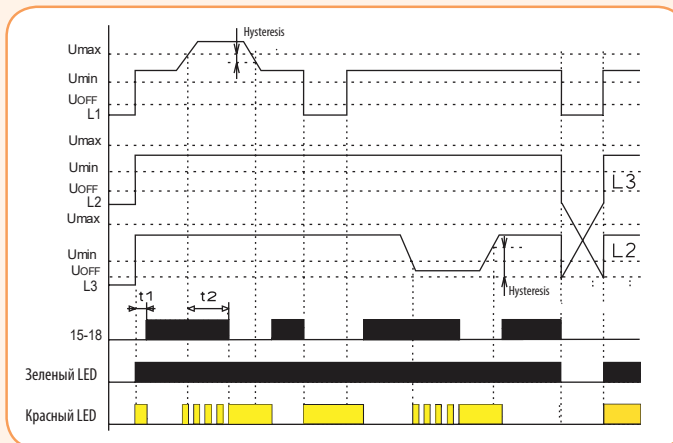 Hysteresis
Umax
Umin
UOFF
L1
Umax
Umin
UOFF
L3
L2
Umax
Umin
L2
UOFF
L3
Hysteresis
t1
t2
15-18
Зеленый LED
Красный LED